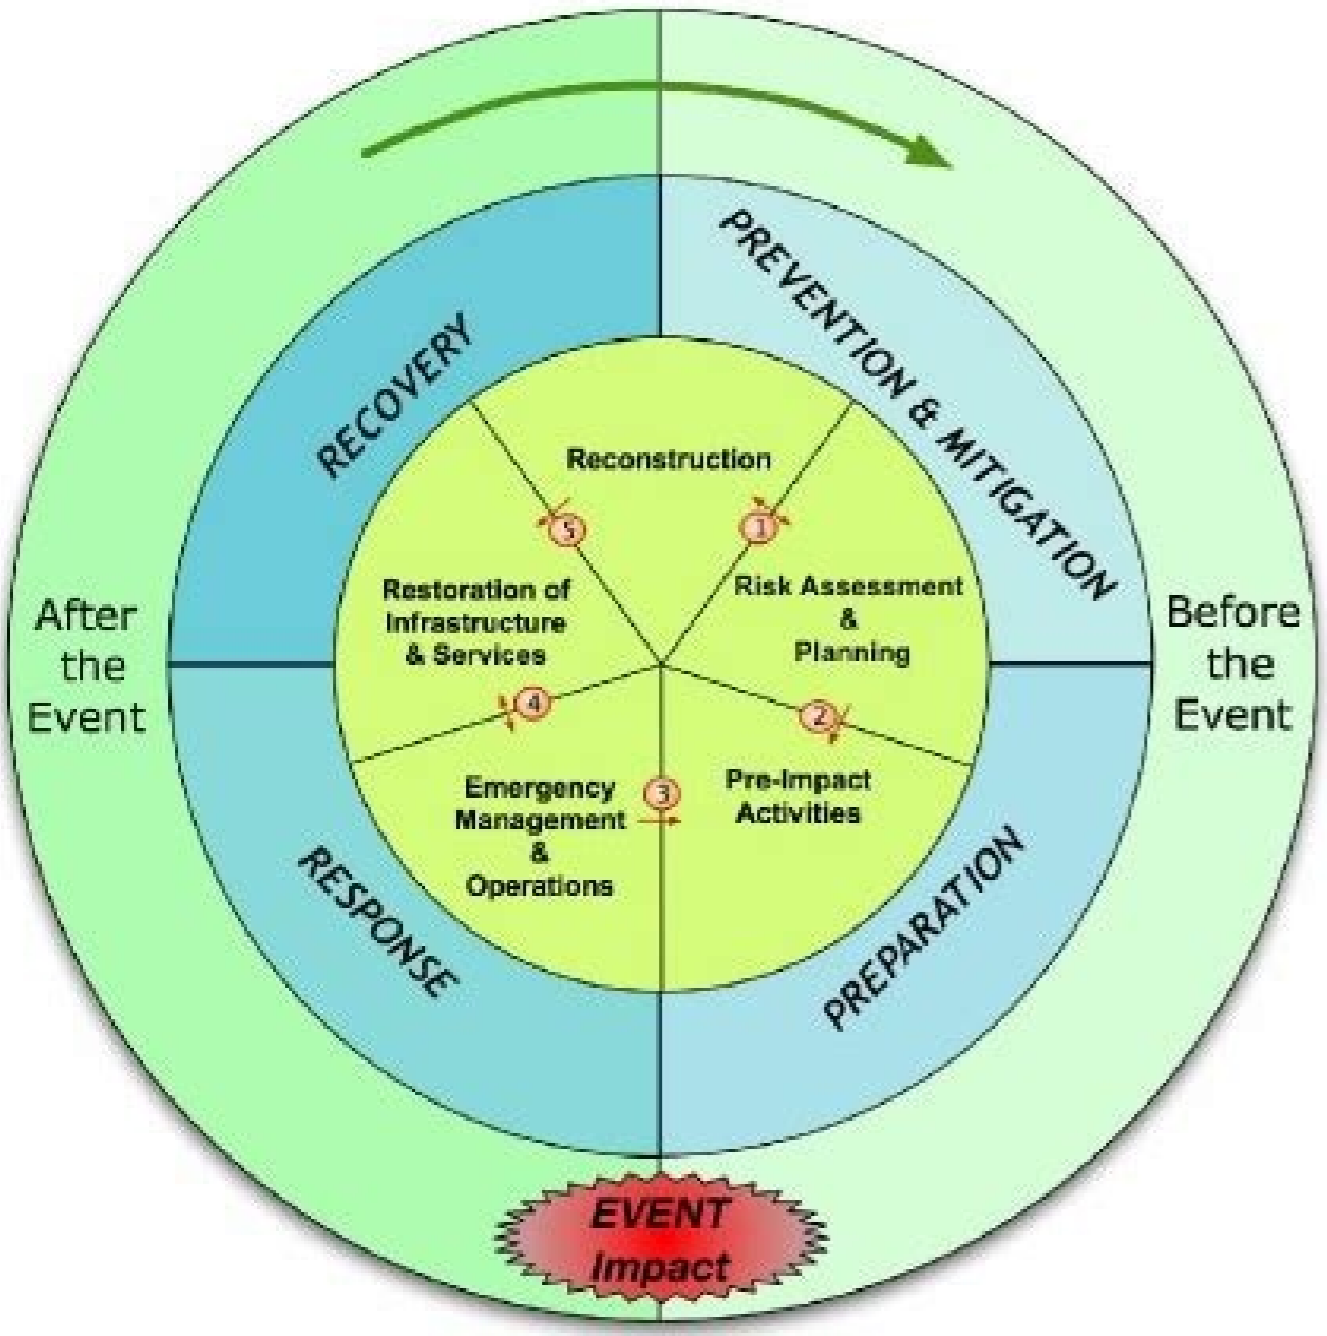 RECOVERY
PREVENTION & MITIGATION
Reconstruction
5
1
Restoration of
Infrastructure
& Services
Risk Assessment
&
Planning
After
the
Event
Before
the
Event
4
2
Emergency
Management
&
Operations
3
Pre-Impact
Activities
RESPONSE
PREPARATION
EVENT
Impact